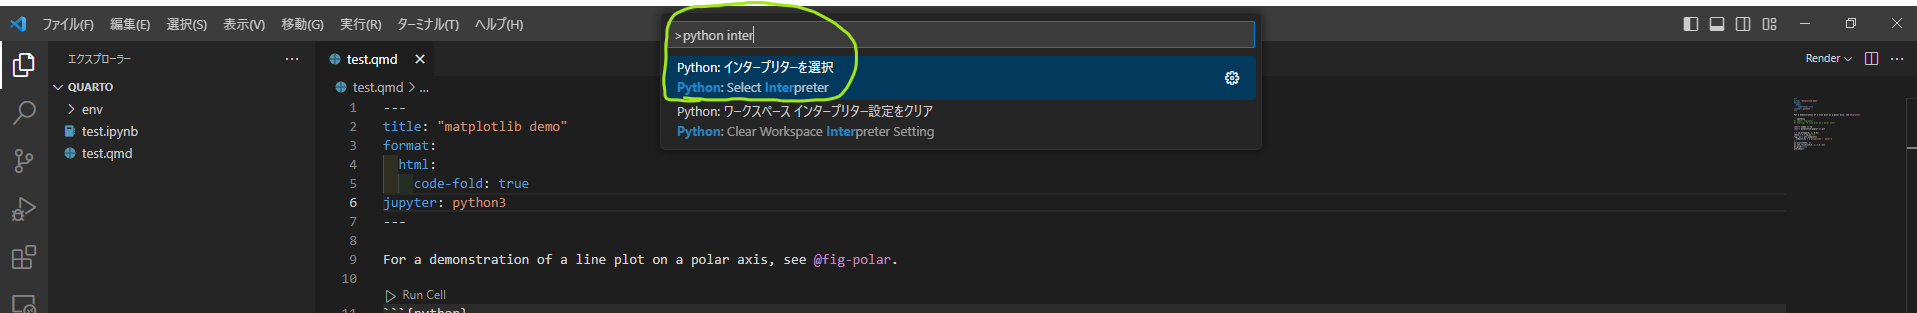 ファイル(F) 編集(E) 選択(S) 表示(V) 移動(G) 実行(R) ターミナル(T) ヘルプ(H)
>python inter
Python: インタープリターを選択
Python: Select Interpreter
Python: ワークスペース インタープリター設定をクリア
Python: Clear Workspace Interpreter Setting
エクスプローラー ···
QUARTO
env
test.ipynb
test.qmd
test.qmd
Render ···
test.qmd > ...
1 ---
2 title: "matplotlib demo"
3 format:
4 html:
5 code-fold: true
6 jupyter: python3
7 ---
8
9 For a demonstration of a line plot on a polar axis, see @fig-polar.
10
Run Cell
11 ```{python}